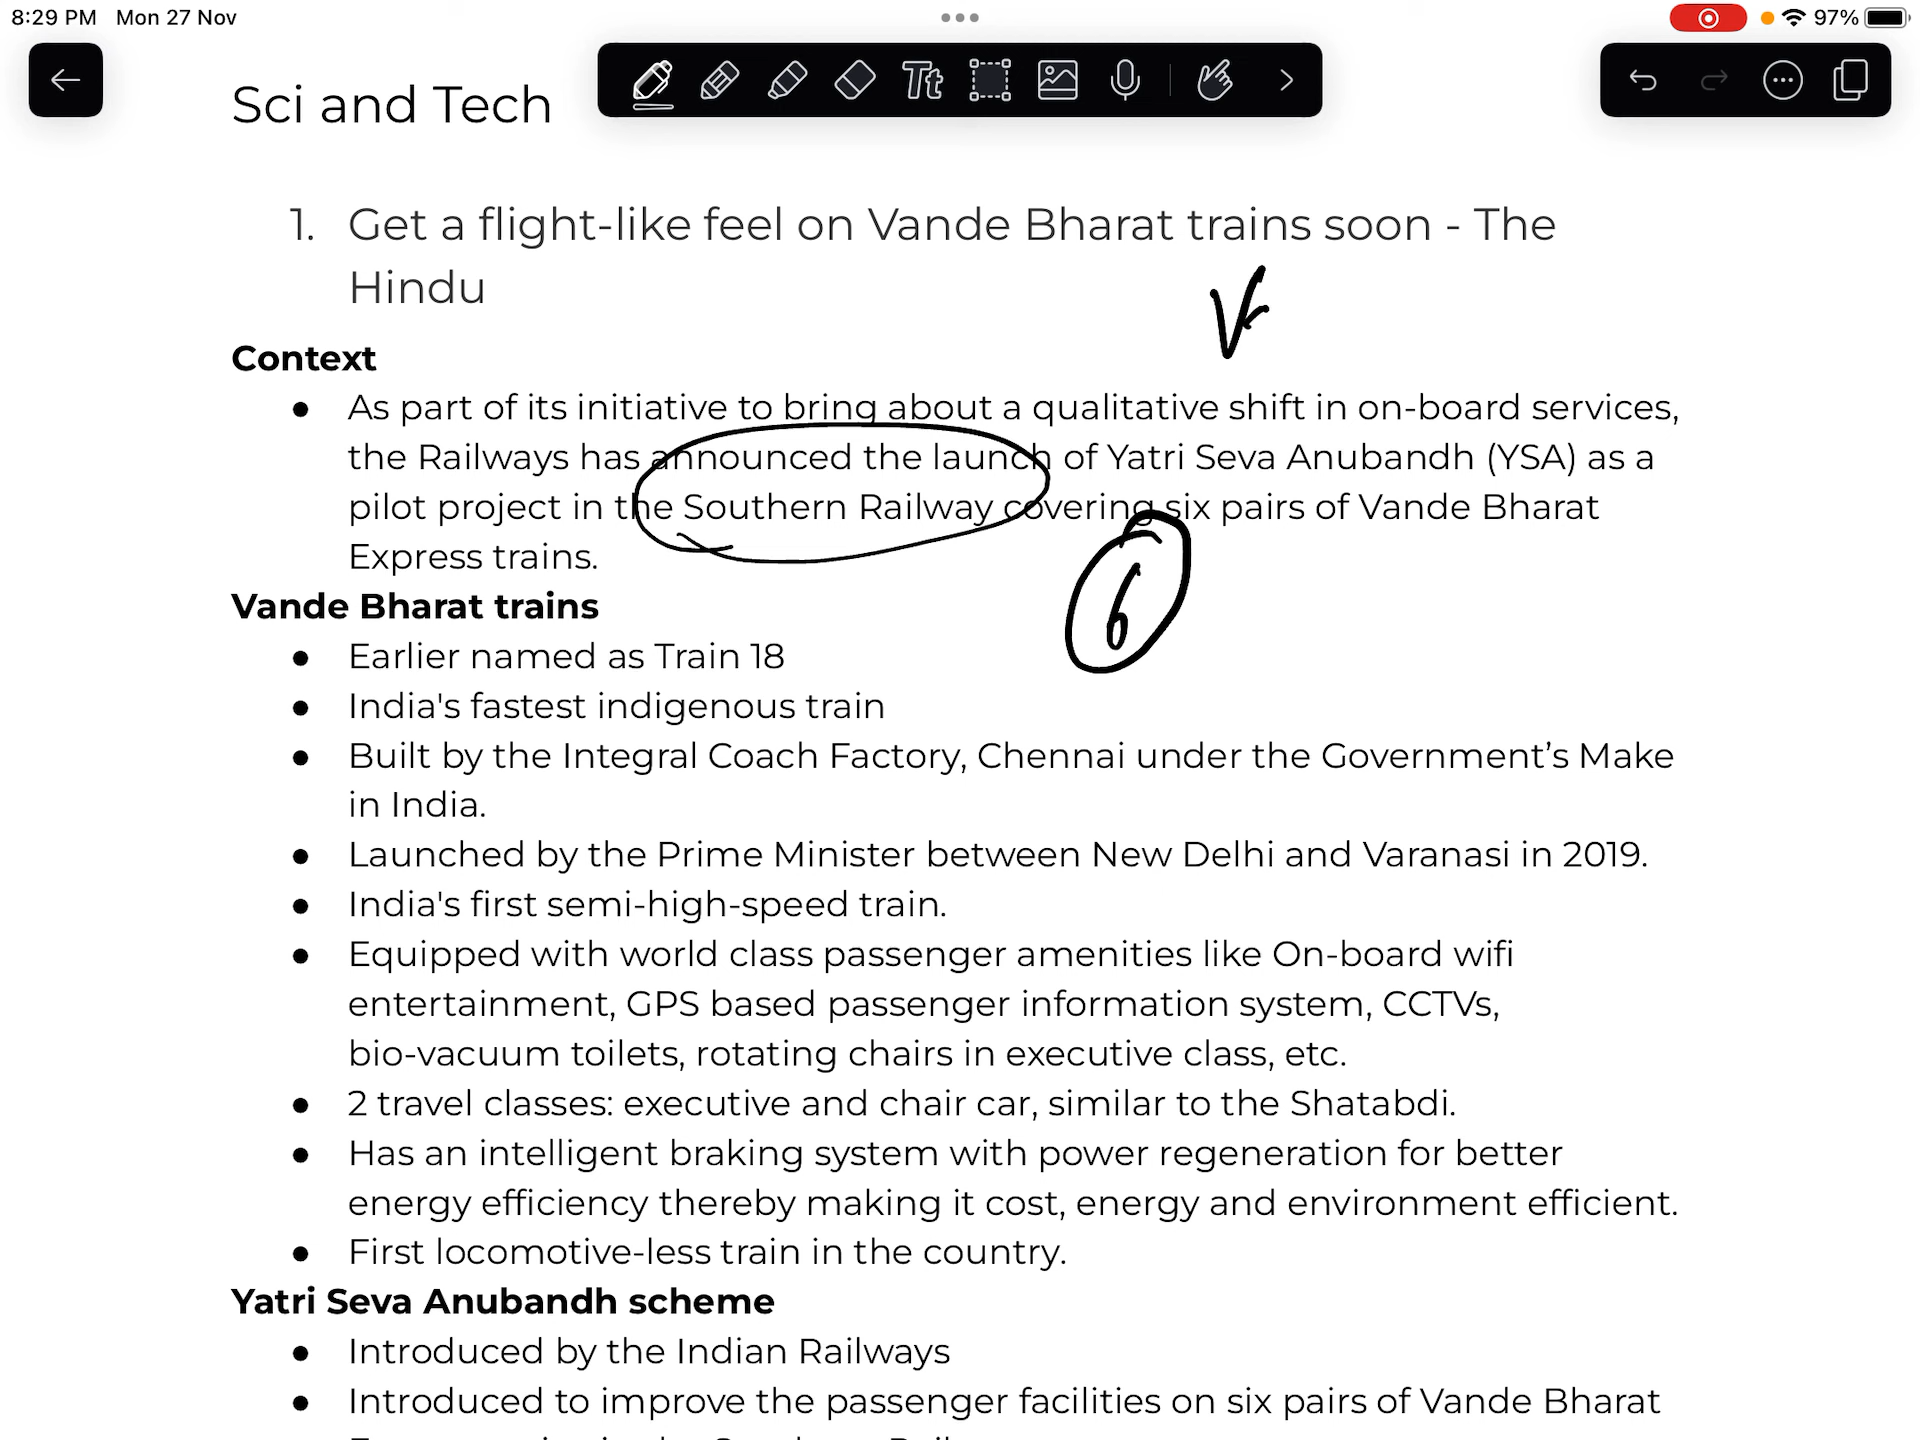 8:29 PM Mon 27 Nov
97%
Tt
Sci and Tech
1. Get a flight-like feel on Vande Bharat trains soon - The
Hindu
Context
● As part of its initiative to bring about a qualitative shift in on-board services,
the Railways has announced the launch of Yatri Seva Anubandh (YSA) as a
pilot project in the Southern Railway covering six pairs of Vande Bharat
Express trains.
6
Vande Bharat trains
● Earlier named as Train 18
● India's fastest indigenous train
● Built by the Integral Coach Factory, Chennai under the Government’s Make
in India.
● Launched by the Prime Minister between New Delhi and Varanasi in 2019.
● India's first semi-high-speed train.
● Equipped with world class passenger amenities like On-board wifi
entertainment, GPS based passenger information system, CCTVs,
bio-vacuum toilets, rotating chairs in executive class, etc.
● 2 travel classes: executive and chair car, similar to the Shatabdi.
● Has an intelligent braking system with power regeneration for better
energy efficiency thereby making it cost, energy and environment efficient.
● First locomotive-less train in the country.
Yatri Seva Anubandh scheme
● Introduced by the Indian Railways
● Introduced to improve the passenger facilities on six pairs of Vande Bharat